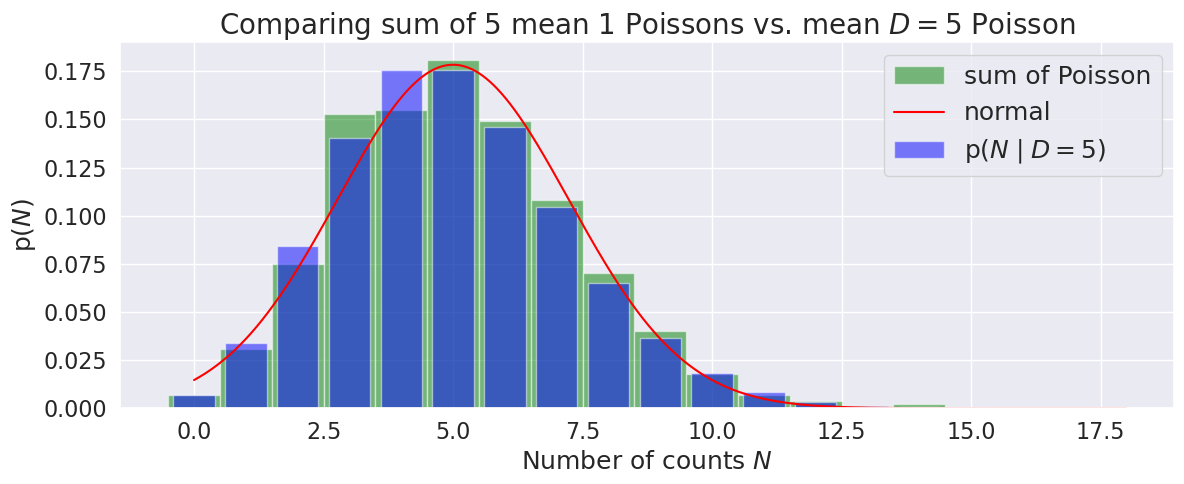 Comparing sum of 5 mean 1 Poissons vs. mean D = 5 Poisson
p(N)
0.175
0.150
0.125
0.100
0.075
0.050
0.025
0.000
sum of Poisson
normal
p(N | D = 5)
0.0 2.5 5.0 7.5 10.0 12.5 15.0 17.5
Number of counts N